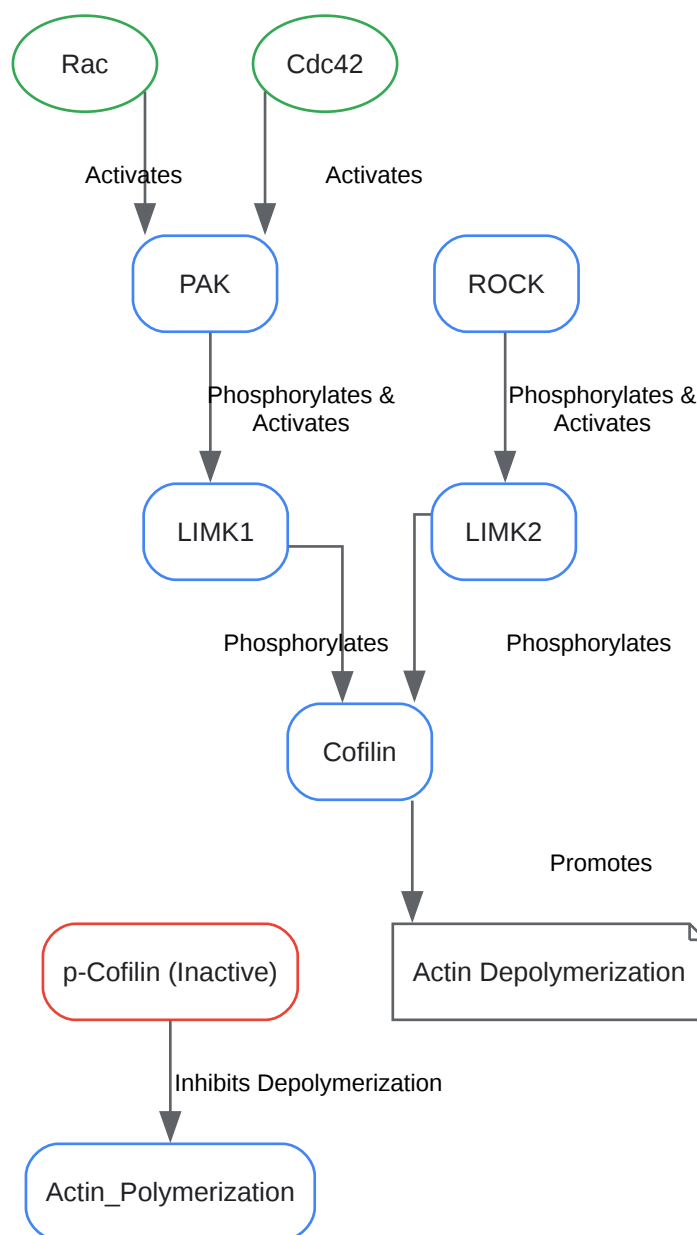 Rac
Cdc42
Activates
Activates
PAK
ROCK
Phosphorylates &
Activates
Phosphorylates &
Activates
LIMK1
LIMK2
Phosphorylates
Phosphorylates
Cofilin
Promotes
p-Cofilin (Inactive)
Actin Depolymerization
Inhibits Depolymerization
Actin_Polymerization